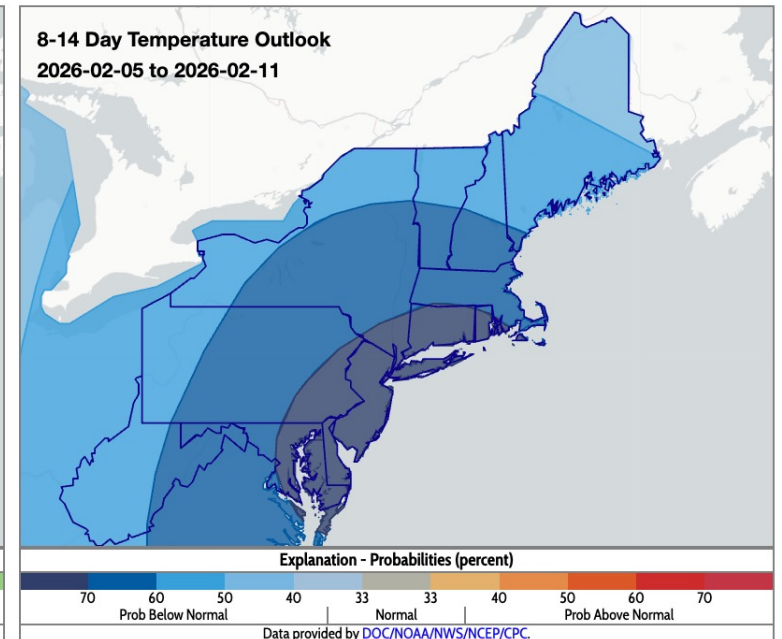 8-14 Day Temperature Outlook
2026-02-05 to 2026-02-11
Explanation - Probabilities (percent)
70 60 50 40 33 33 40 50 60 70
Prob Below Normal | Normal | Prob Above Normal
Data provided by DOC/NOAA/NWS/NCEP/CPC.